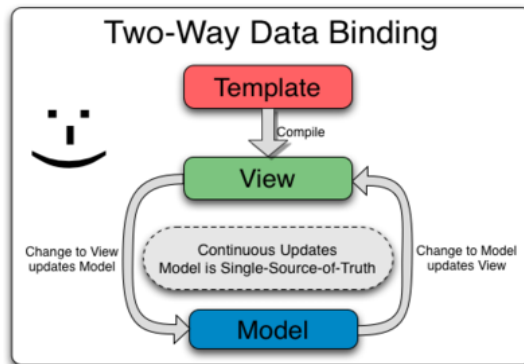 Two-Way Data Binding
Template
Compile
View
Change to View
updates Model
Continuous Updates
Model is Single-Source-of-Truth
Change to Model
updates View
Model